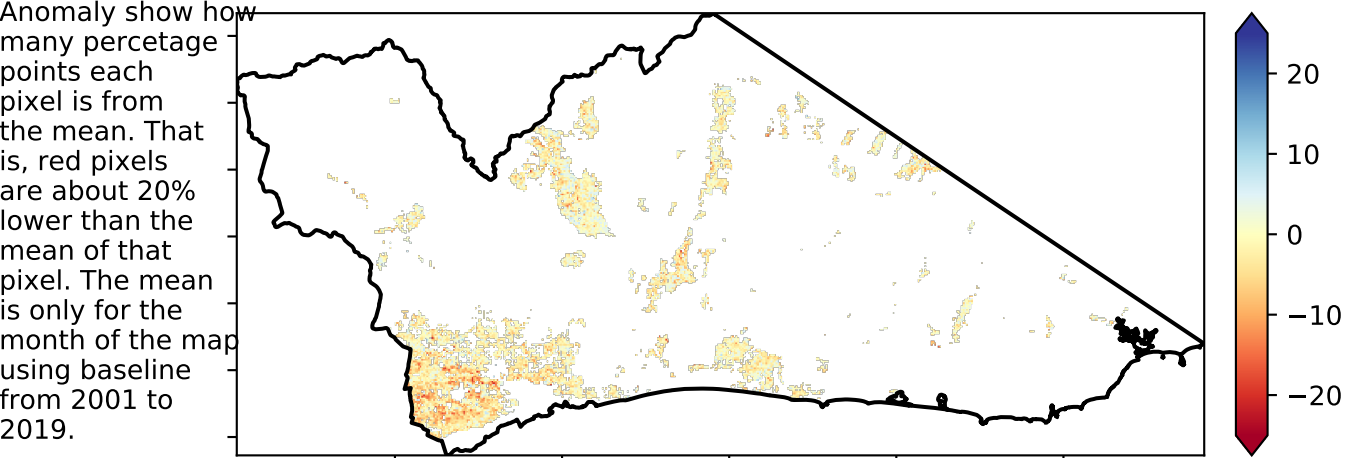 Anomaly show how
many percetage
points each
pixel is from
the mean. That
is, red pixels
are about 20%
lower than the
mean of that
pixel. The mean
is only for the
month of the map
using baseline
from 2001 to
2019.
20
10
0
−10
−20